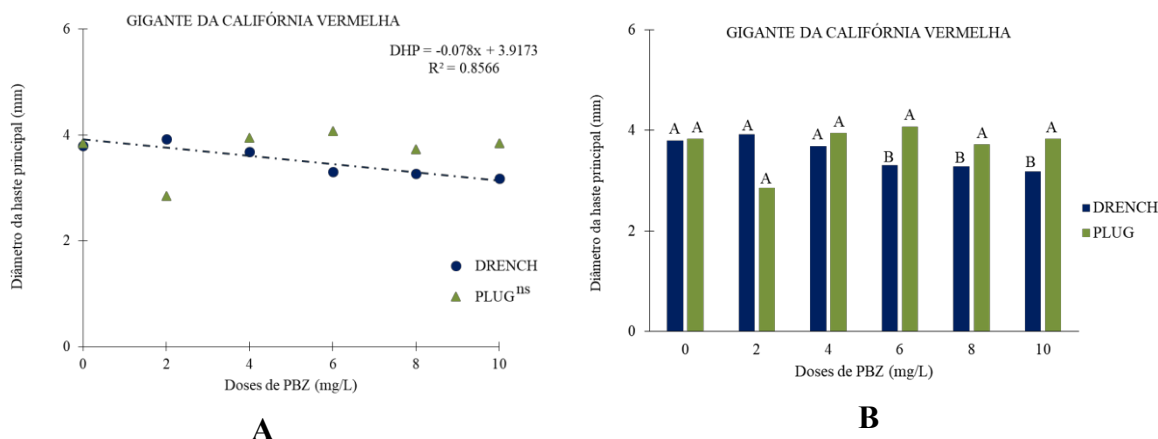 GIGANTE DA CALIFÓRNIA VERMELHA
6
DHP = -0.078x + 3.9173
R² = 0.8566
4
2
0
Diâmetro da haste principal (mm)
DRENCH
PLUG ns
0 2 4 6 8 10
Doses de PBZ (mg/L)
A
GIGANTE DA CALIFÓRNIA VERMELHA
6
4
2
0
Diâmetro da haste principal (mm)
A A A A A A B A B A B A
DRENCH
PLUG
0 2 4 6 8 10
Doses de PBZ (mg/L)
B